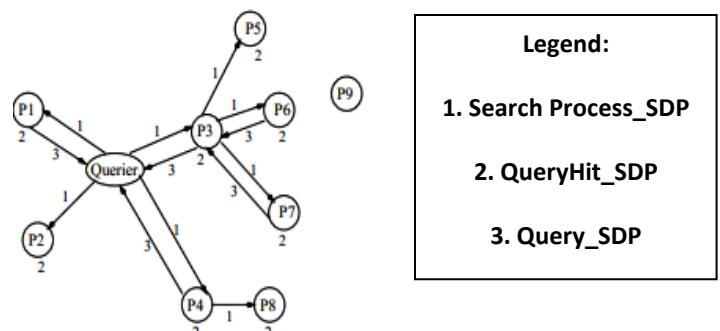 P5
1
2
P9
P1
1
P6
1
1
P3
3
2
2
3
2
3
1
Querier
1
3
P7
1
P2
1
3
2
2
P4
P8
1
2
2
Legend:
1. Search Process_SDP
2. QueryHit_SDP
3. Query_SDP